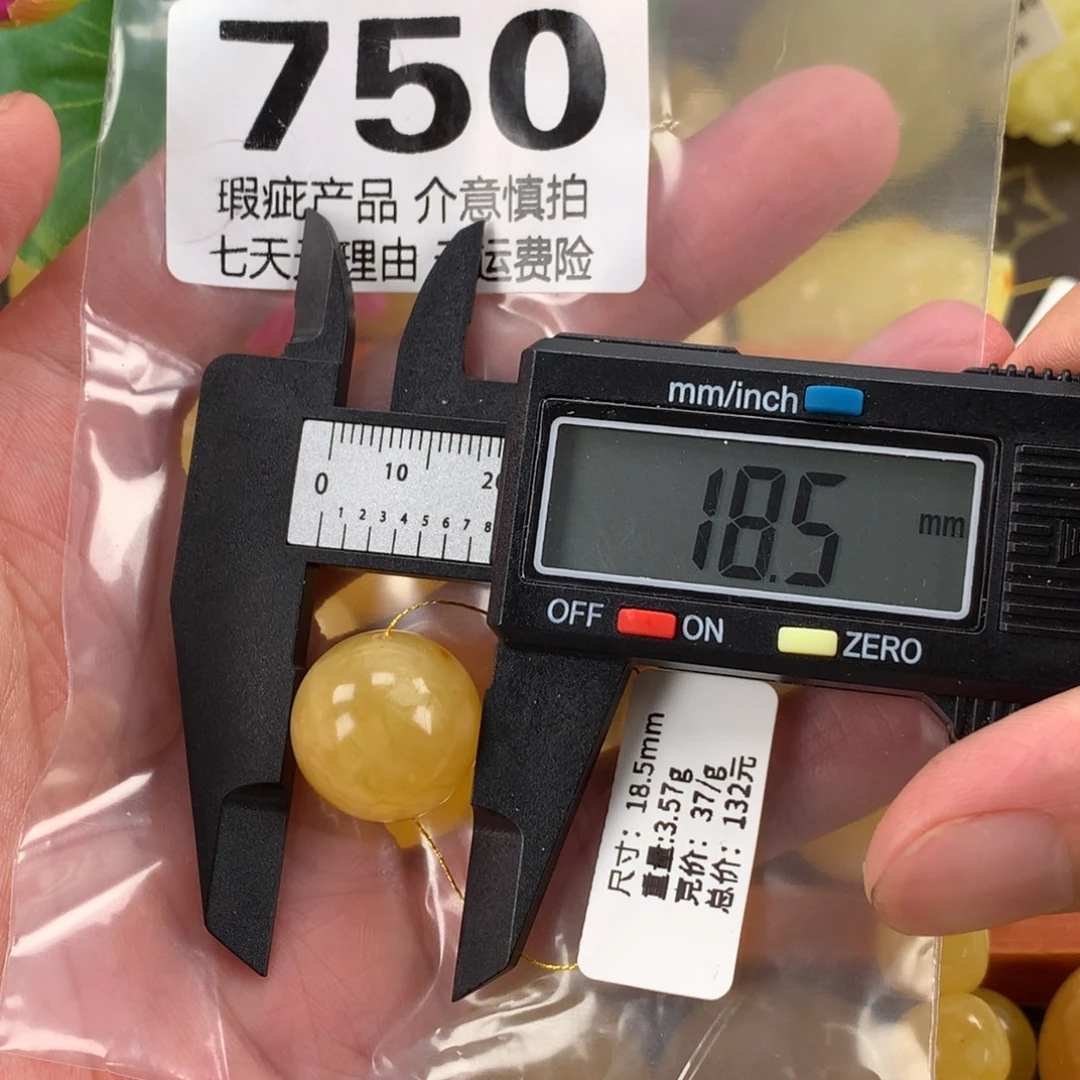 750
瑕疵产品 介意慎拍
七天 理由 运费险
mm/inch
18.5 mm
OFF ON ZERO
0 10 20
1 2 3 4 5 6 7 8
尺寸：18.5mm
重量:3.57g
克价：37/g
总价：132元